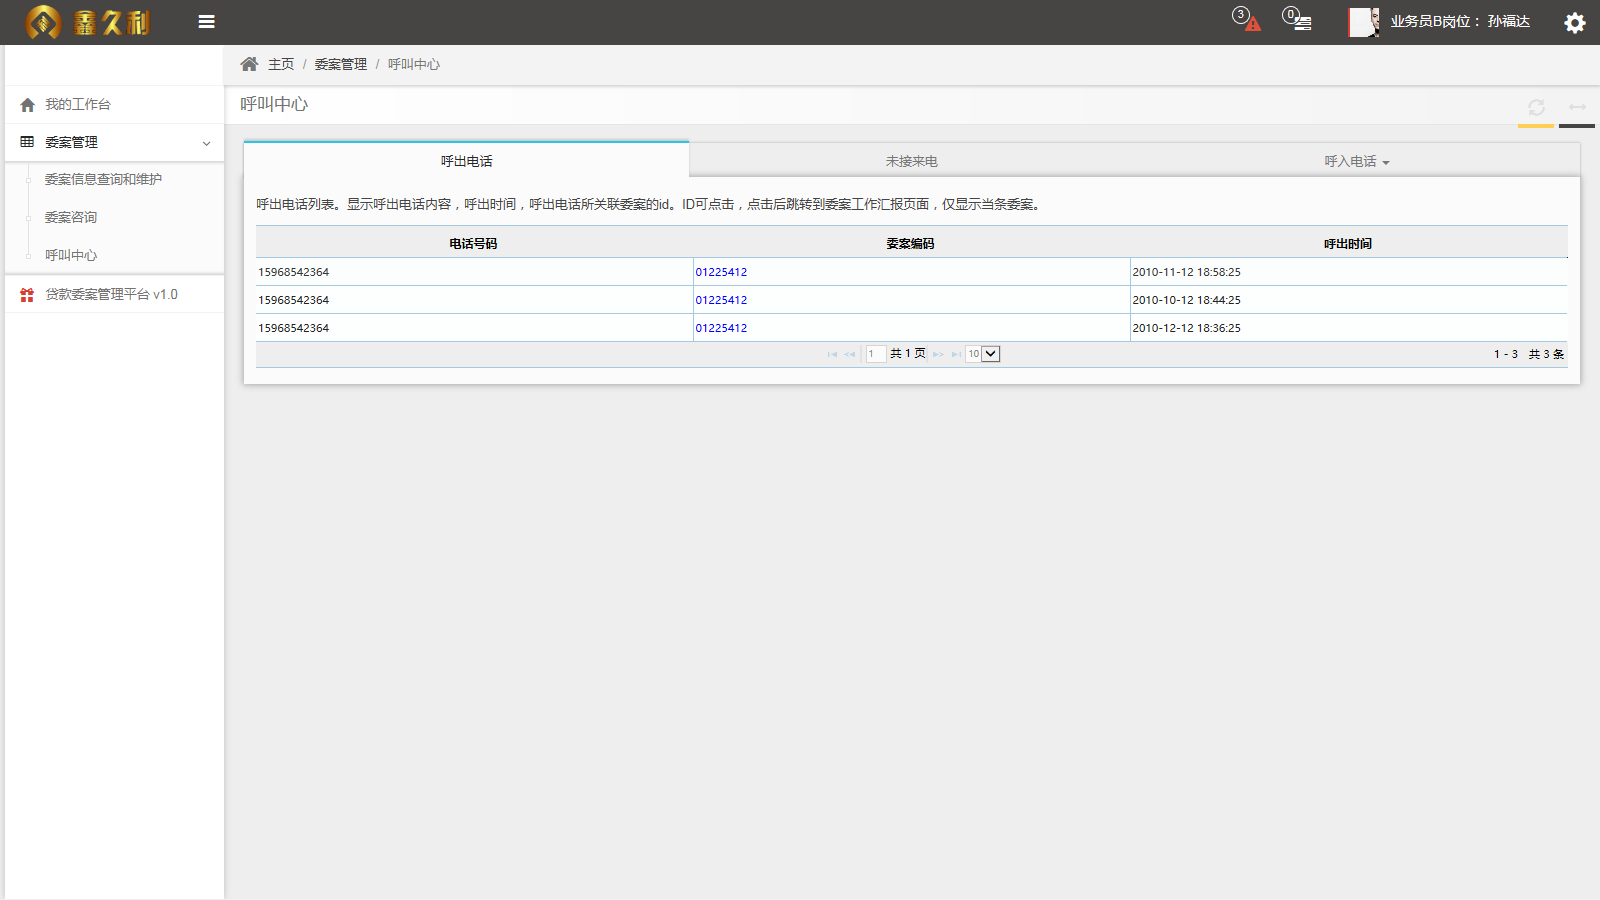 鑫久利
3
0
业务员B岗位： 孙福达
主页 / 委案管理 / 呼叫中心
我的工作台
委案管理
委案信息查询和维护
委案咨询
呼叫中心
贷款委案管理平台 v1.0
呼叫中心
呼出电话
未接来电
呼入电话
呼出电话列表。显示呼出电话内容，呼出时间，呼出电话所关联委案的id。ID可点击，点击后跳转到委案工作汇报页面，仅显示当条委案。
电话号码 委案编码 呼出时间
15968542364 01225412 2010-11-12 18:58:25
15968542364 01225412 2010-10-12 18:44:25
15968542364 01225412 2010-12-12 18:36:25
1 共 1 页 10 1 - 3 共 3 条